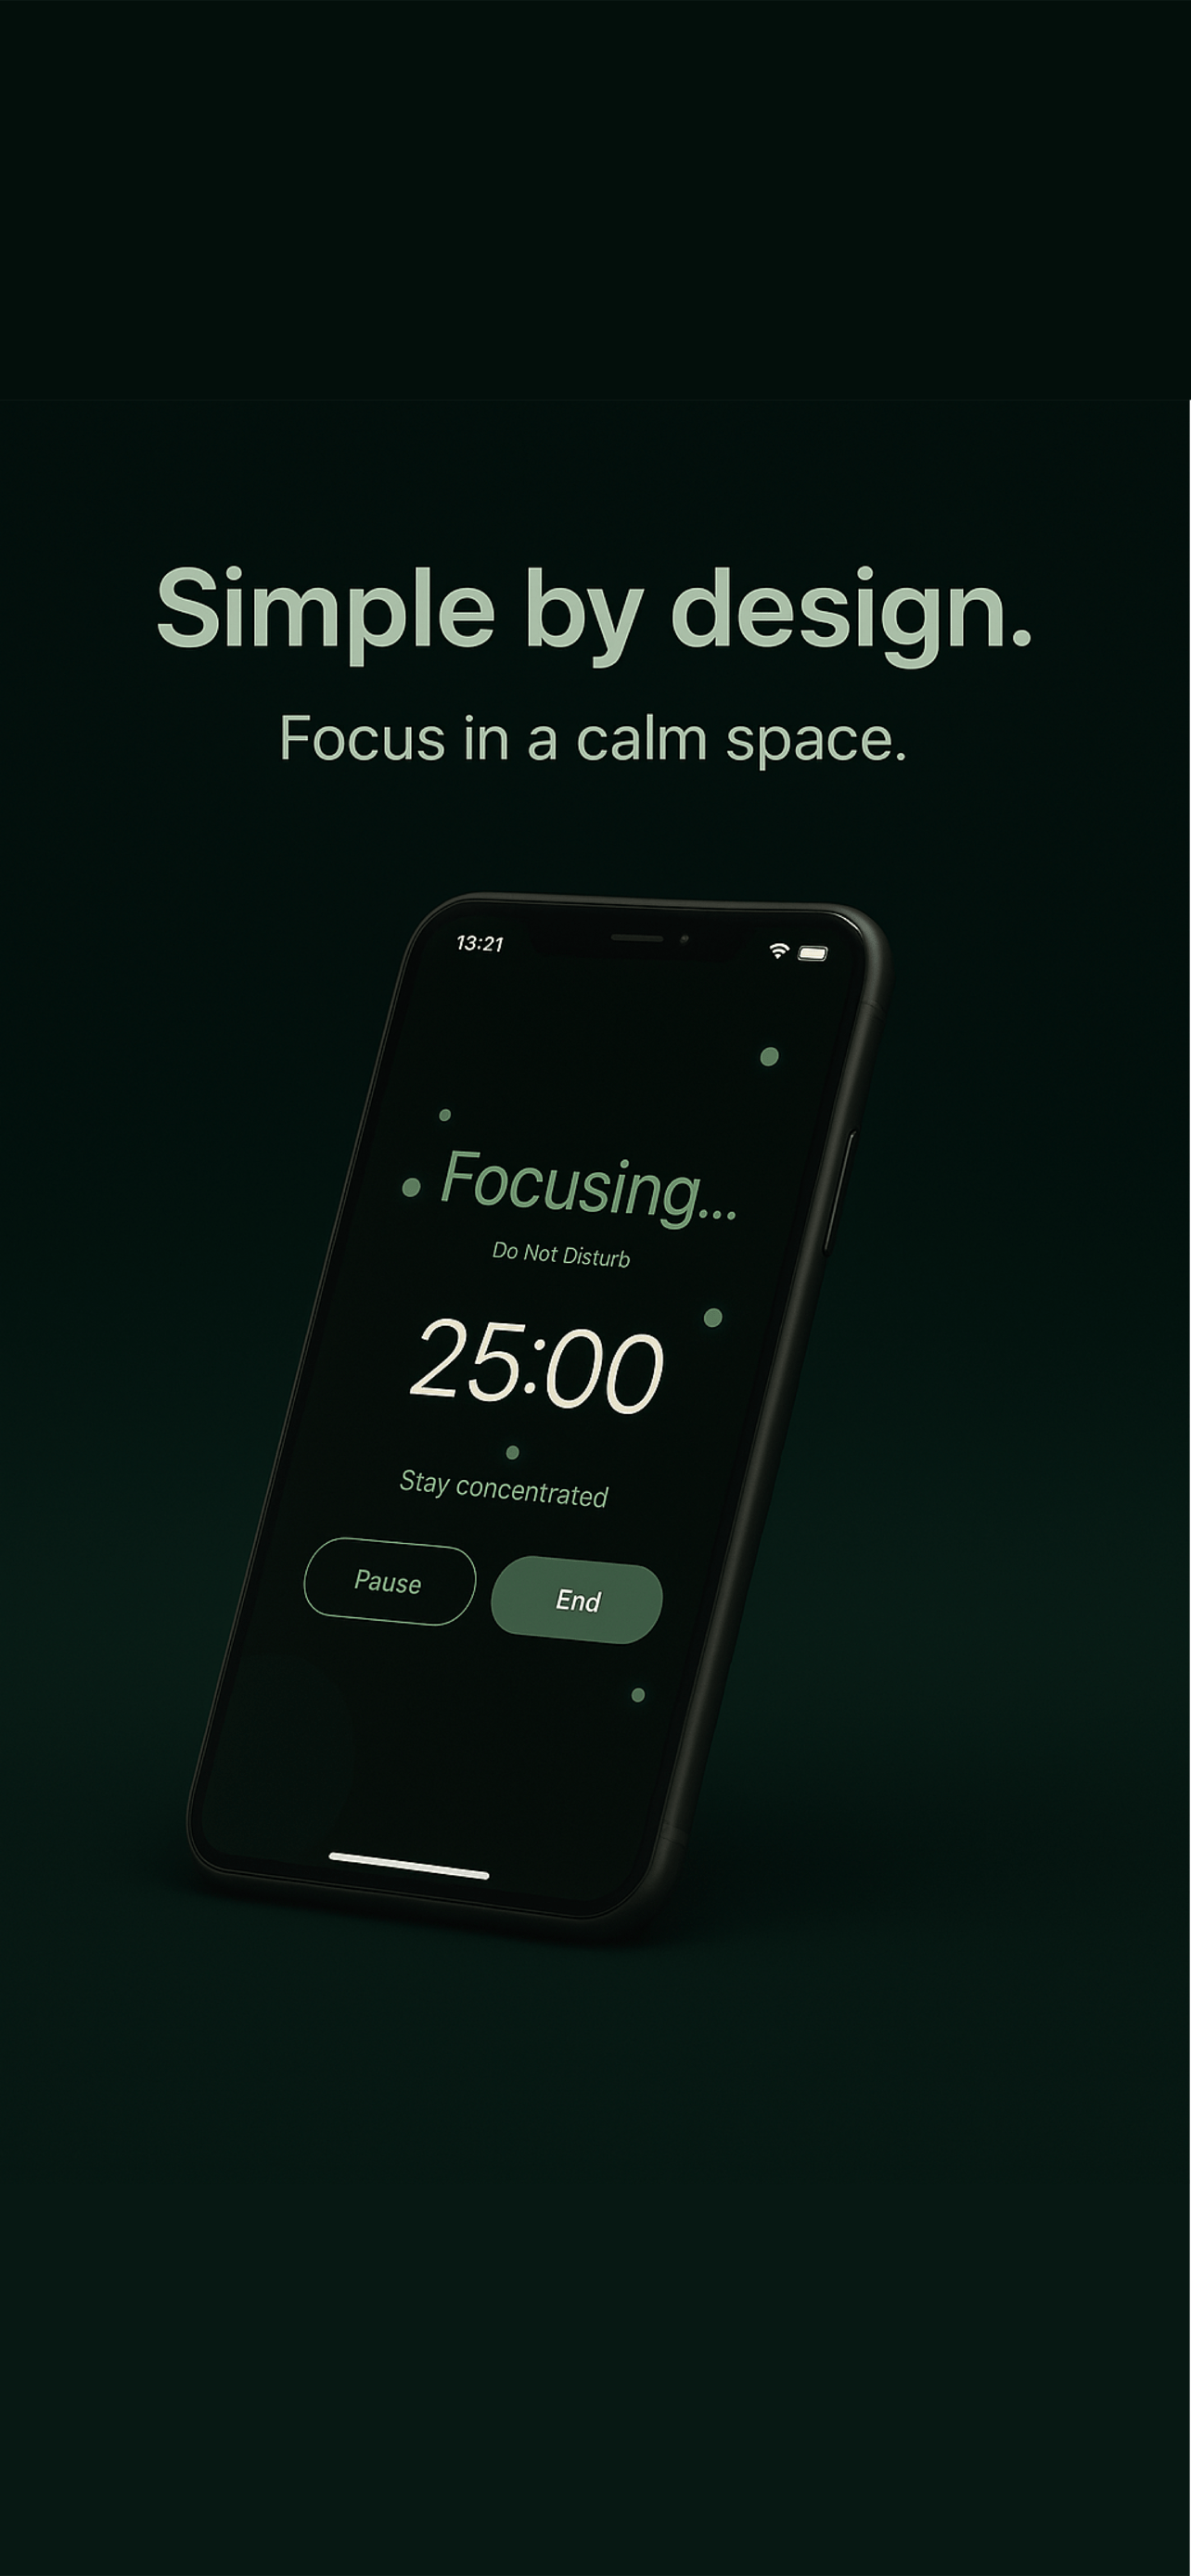 Simple by design.
Focus in a calm space.
13:21
Focusing...
Do Not Disturb
25:00
Stay concentrated
Pause
End